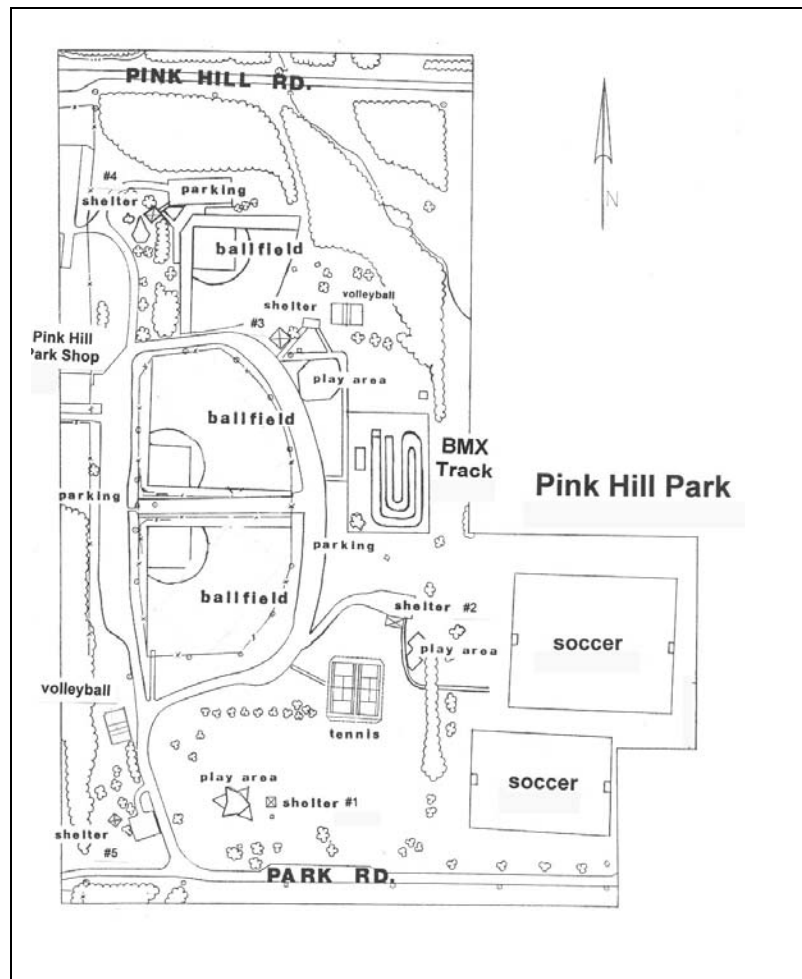 PINK HILL RD.
N
#4
parking
shelter
ballfield
shelter
volleyball
#3
Pink Hill
Park Shop
play area
ballfield
BMX
Track
Pink Hill Park
parking
parking
ballfield
shelter #2
soccer
play area
volleyball
tennis
play area
soccer
shelter #1
shelter
#5
PARK RD.